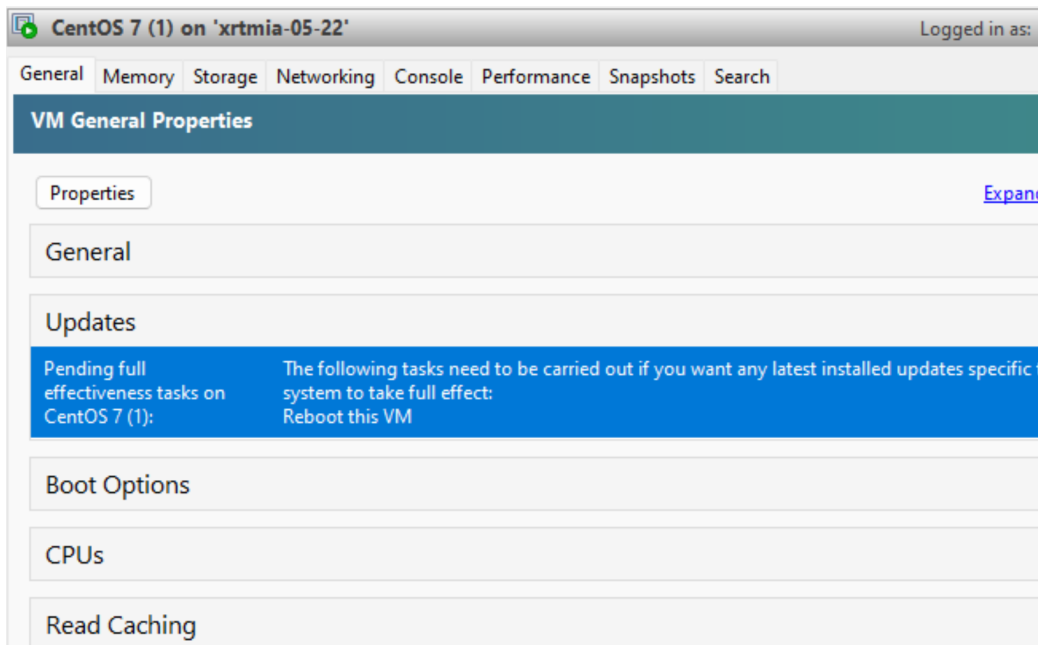 CentOS 7 (1) on 'xrtmia-05-22' Logged in as:
General Memory Storage Networking Console Performance Snapshots Search
VM General Properties
Properties
General
Updates
Pending full effectiveness tasks on CentOS 7 (1):
The following tasks need to be carried out if you want any latest installed updates specific
system to take full effect:
Reboot this VM
Boot Options
CPUs
Read Caching